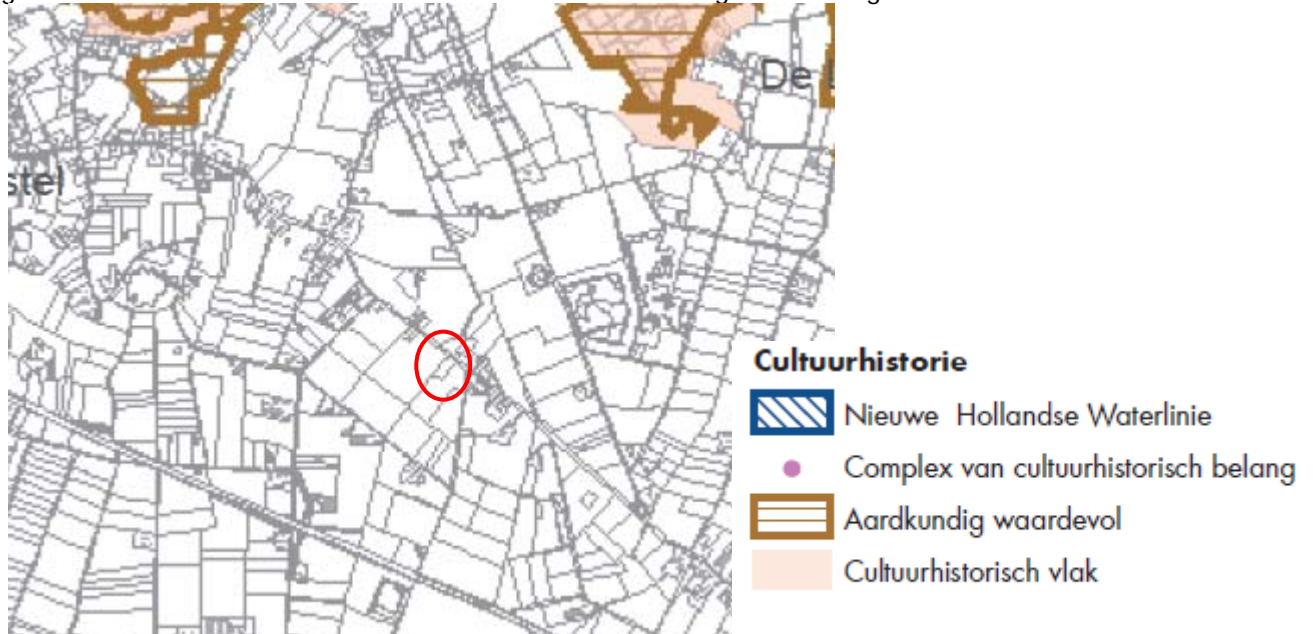 De
stel
Cultuurhistorie
Nieuwe Hollandse Waterlinie
Complex van cultuurhistorisch belang
Aardkundig waardevol
Cultuurhistorisch vlak